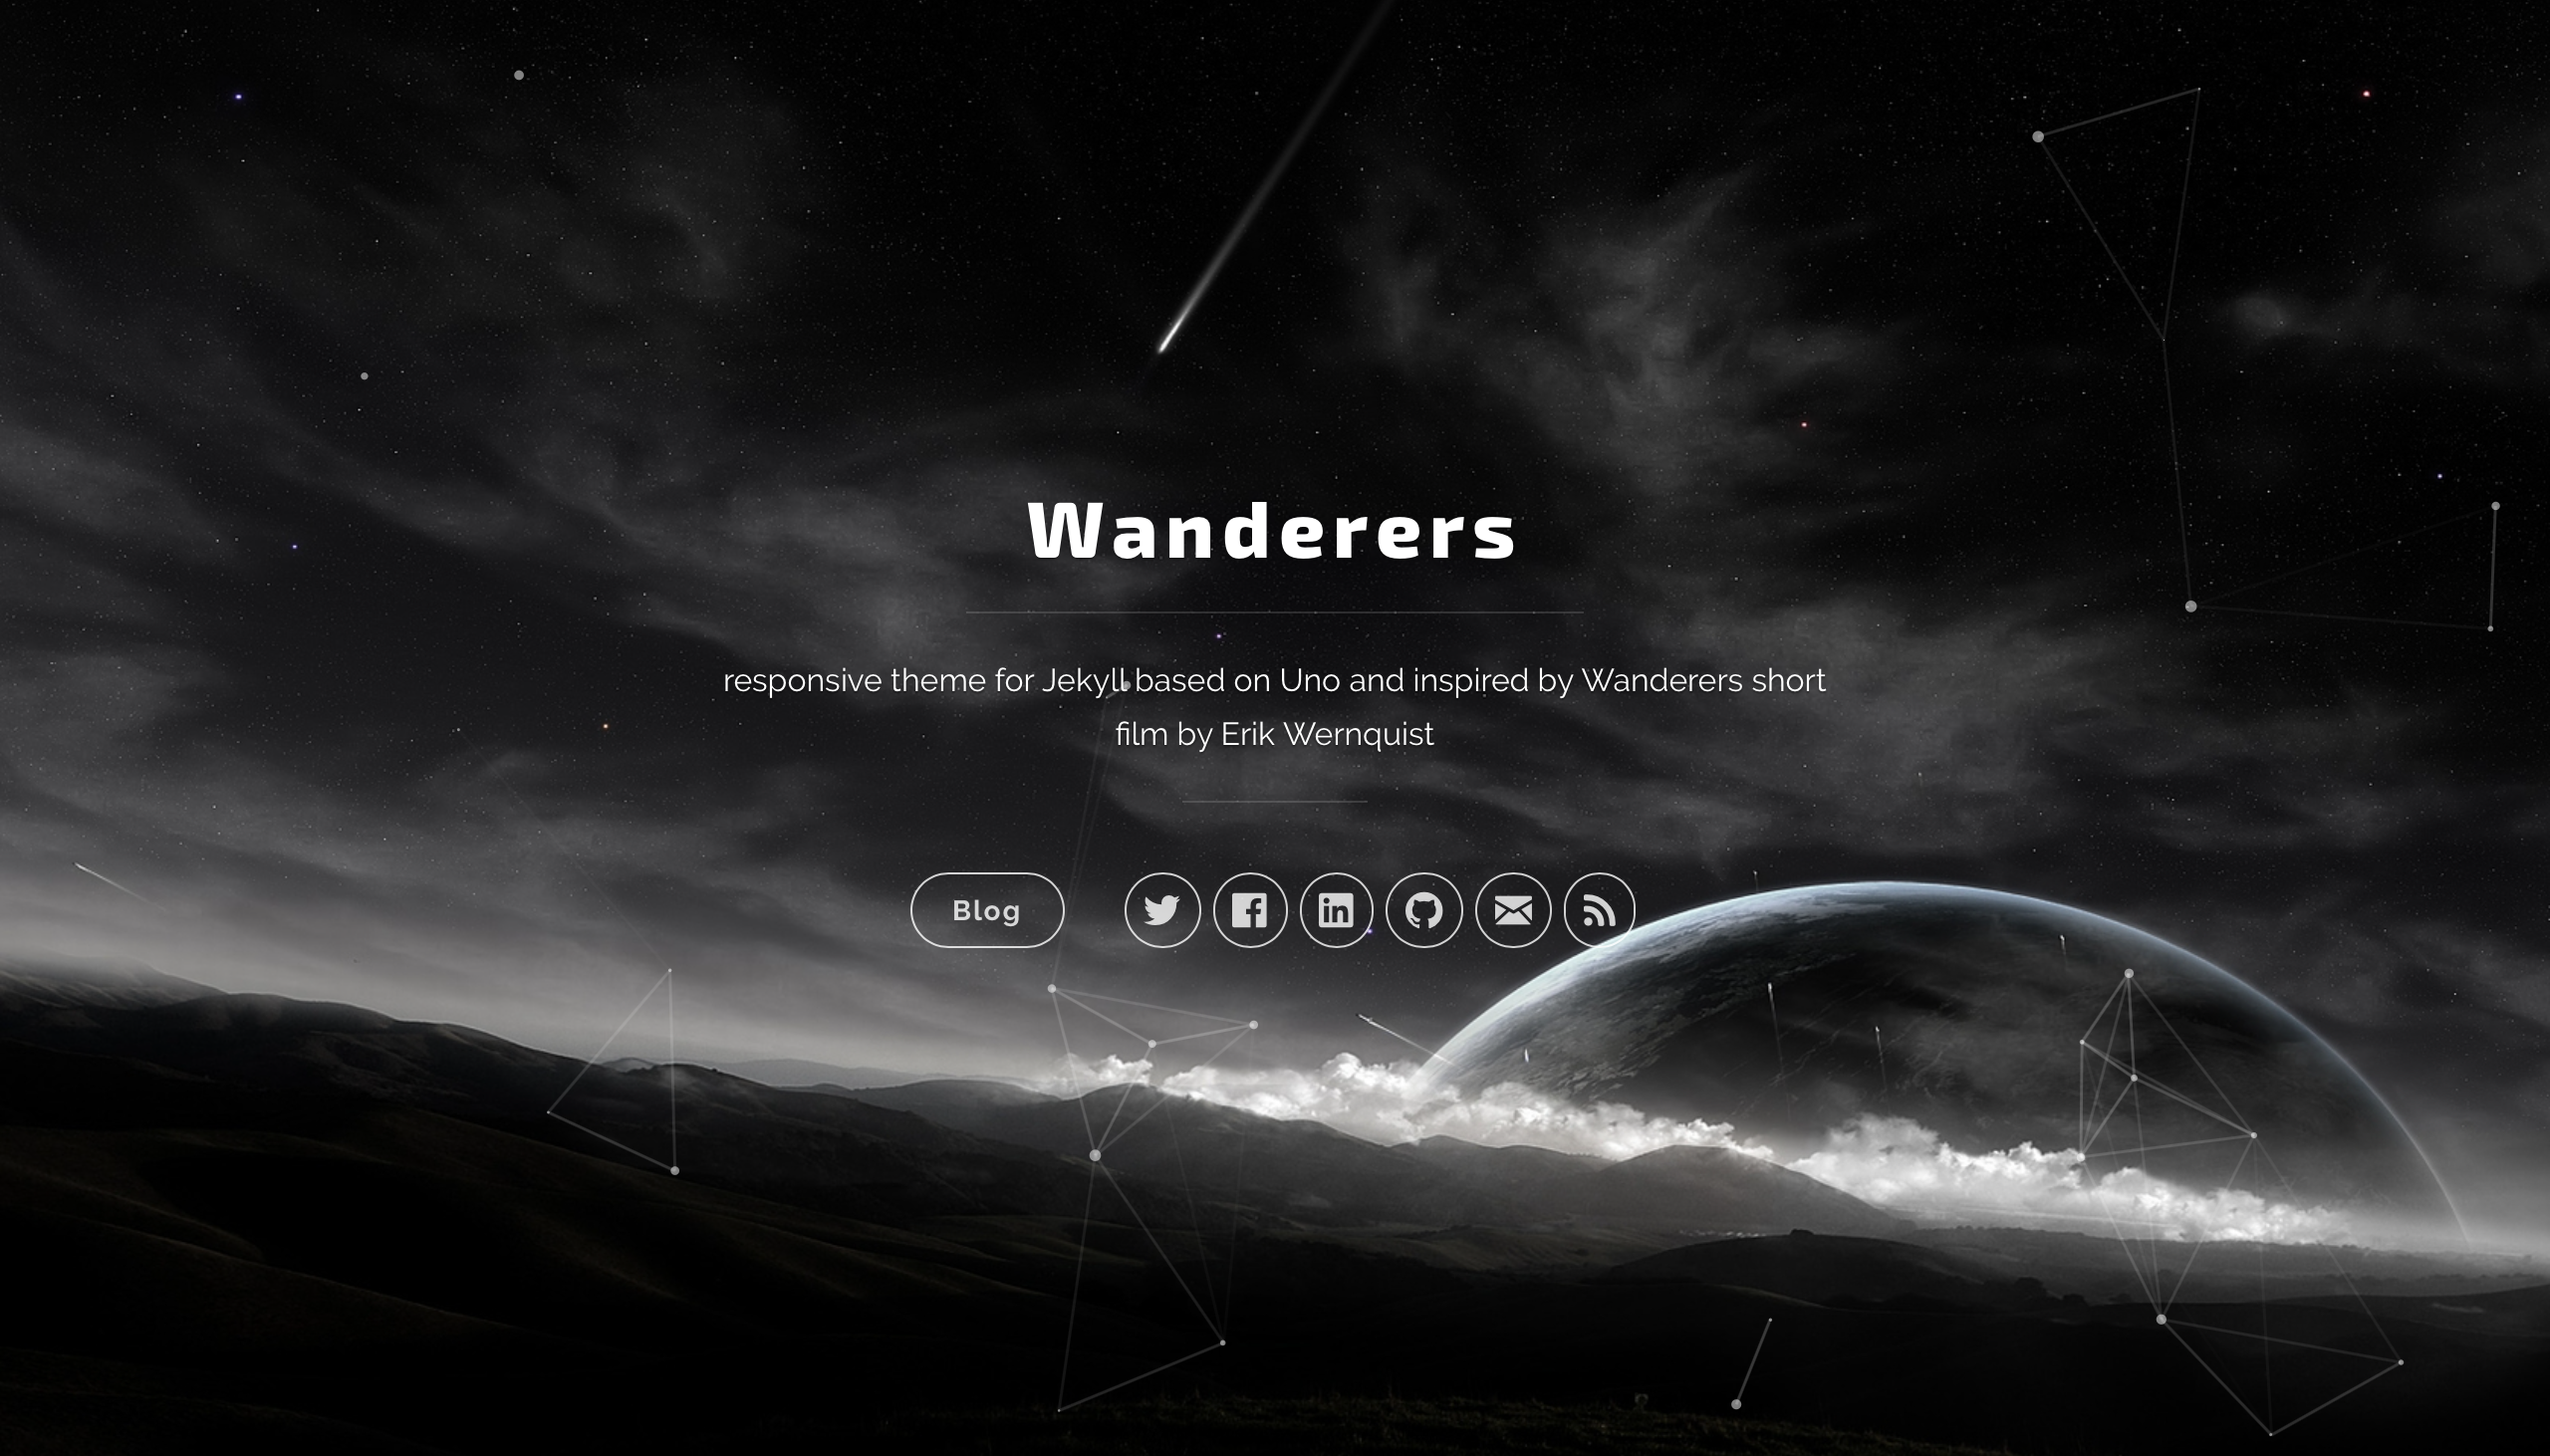 Wanderers
responsive theme for Jekyll based on Uno and inspired by Wanderers short
film by Erik Wernquist
Blog